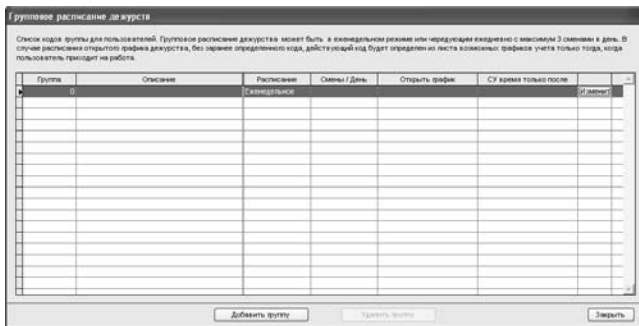 Групповое расписание дежурств
Список кодов группы для пользователей. Групповое расписание дежурства может быть в еженедельном режиме или чередующим ежедневно с максимум 3 сменами в день. В
случае расписания открытого графика дежурства, без заранее определенного кода, действующий код будет определен из листа возможных графиков учета только тогда, когда
пользователь приходит на работа.
Группа Описание Расписание Смены / День Открыть график СУ время только после
0 Еженедельное Изменит
Добавить группу Удалить группу Закрыть